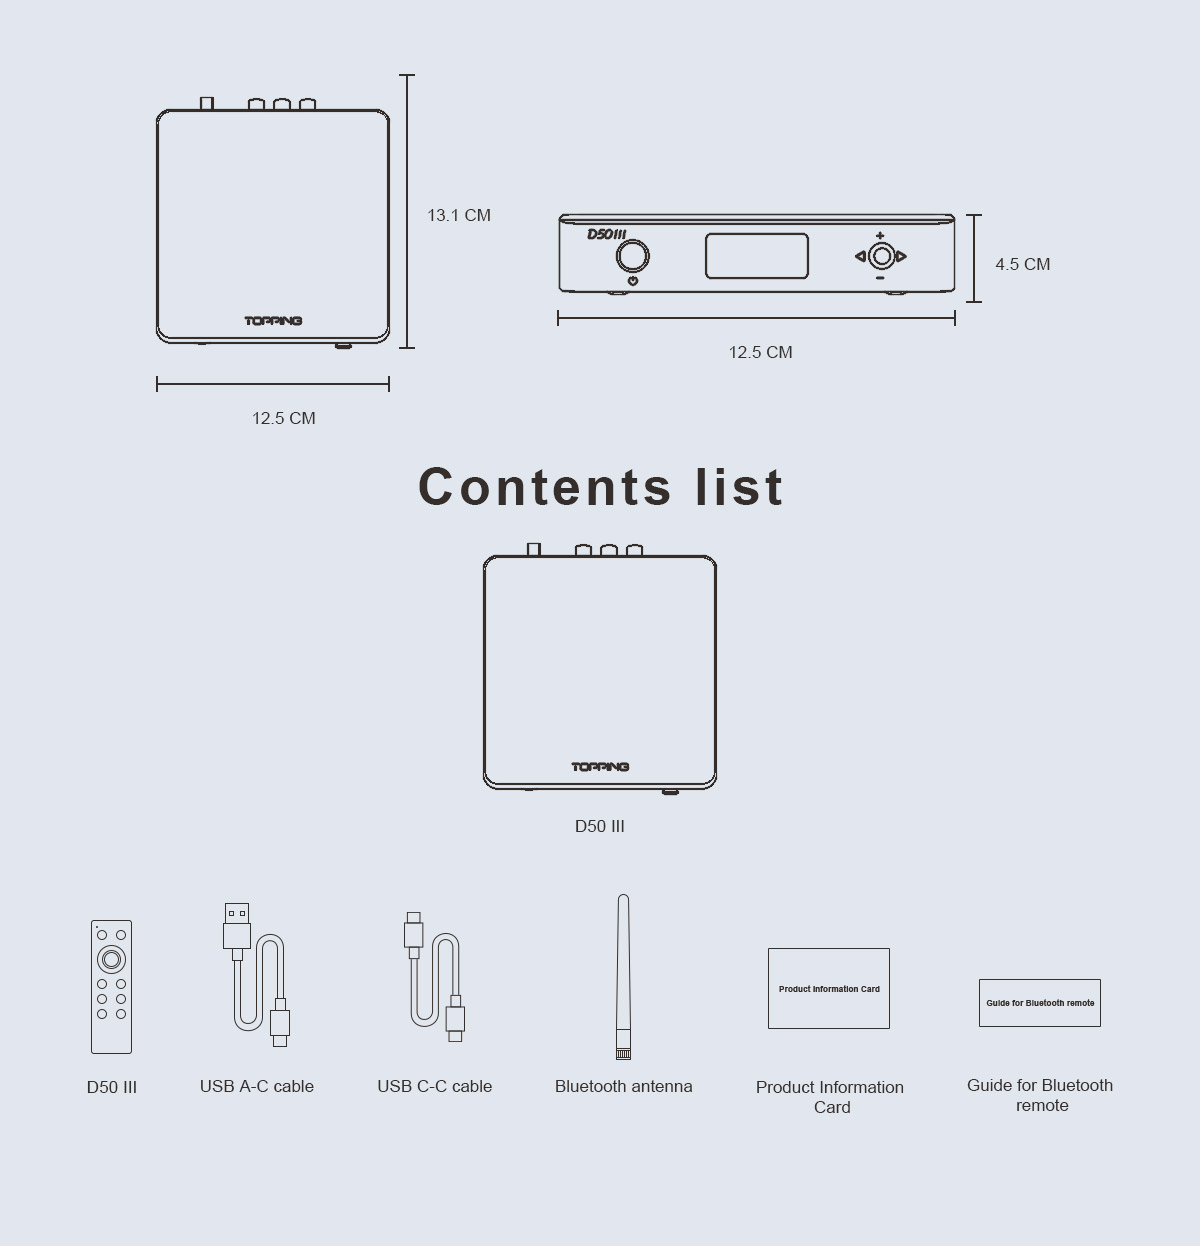 13.1 CM
D50III
4.5 CM
TOPPING
12.5 CM
12.5 CM
Contents list
TOPPING
D50 III
Product Information Card
Guide for Bluetooth remote
D50 III
USB A-C cable
USB C-C cable
Bluetooth antenna
Product Information
Card
Guide for Bluetooth
remote